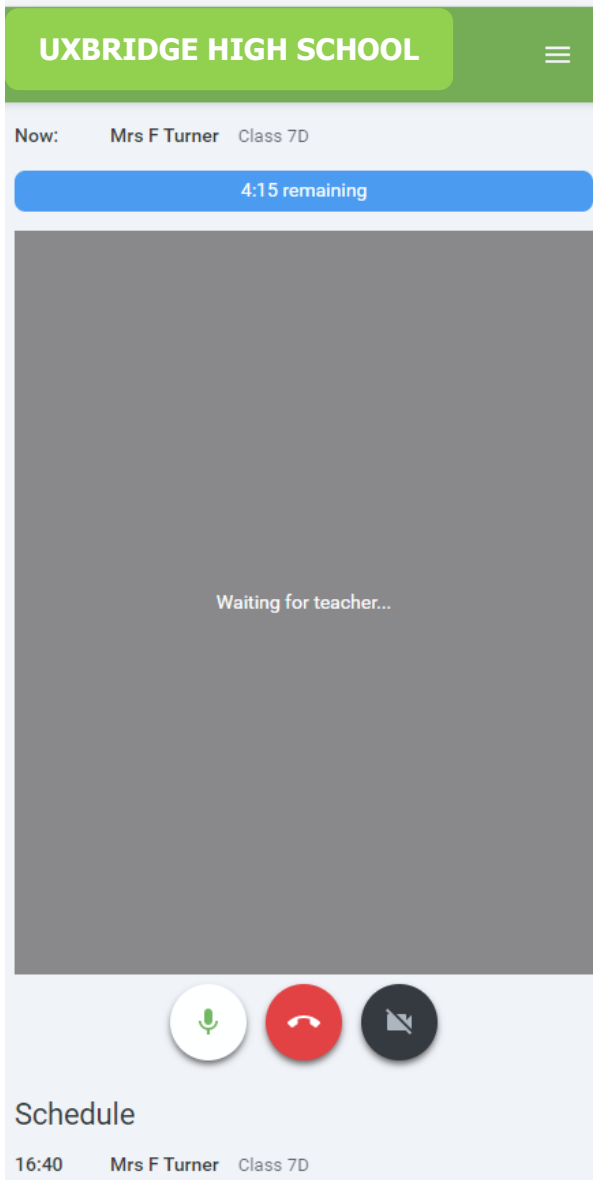 UXBRIDGE HIGH SCHOOL
Now: Mrs F Turner Class 7D
4:15 remaining
Waiting for teacher...
Schedule
16:40 Mrs F Turner Class 7D